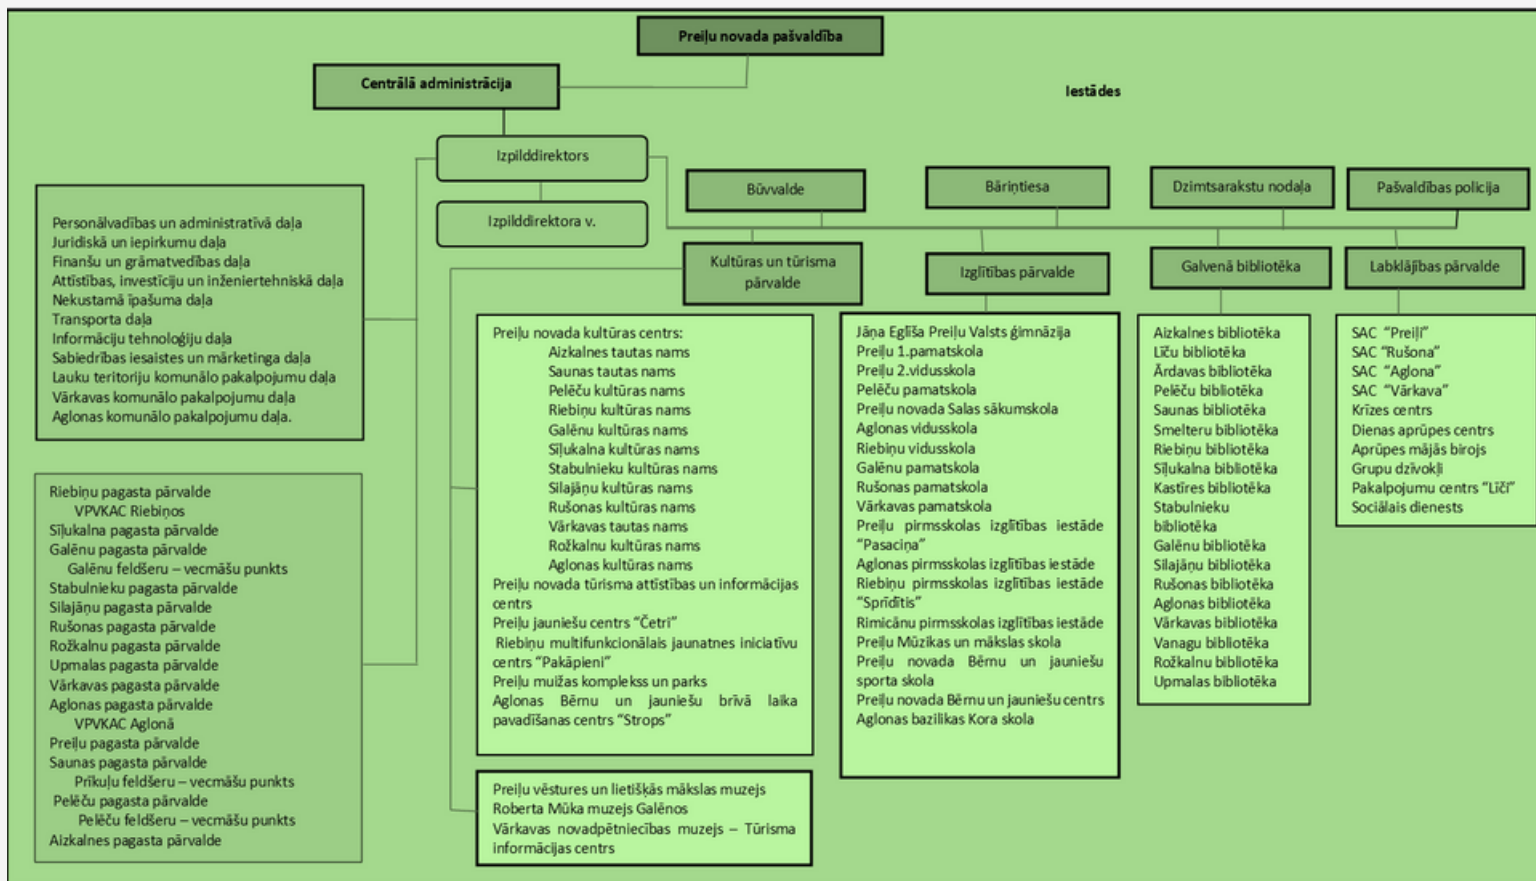 Preiļu novada pašvaldība
Centrālā administrācija
Iestādes
Izpilddirektors
Izpilddirektora v.
Būvvalde
Bāriņtiesa
Dzimtsarakstu nodaļa
Pašvaldības policija
Kultūras un tūrisma
pārvalde
Izglītības pārvalde
Galvenā bibliotēka
Labklājības pārvalde
Personālvadības un administratīvā daļa
Juridiskā un iepirkumu daļa
Finanšu un grāmatvedības daļa
Attīstības, investīciju un inženiertehniskā daļa
Nekustamā īpašuma daļa
Transporta daļa
Informāciju tehnoloģiju daļa
Sabiedrības iesaistes un mārketinga daļa
Lauku teritoriju komunālo pakalpojumu daļa
Vārkavas komunālo pakalpojumu daļa
Aglonas komunālo pakalpojumu daļa.
Riebiņu pagasta pārvalde
VPVKAC Riebiņos
Sīļukalna pagasta pārvalde
Galēnu pagasta pārvalde
Galēnu feldšeru – vecmāšu punkts
Stabulnieku pagasta pārvalde
Silajāņu pagasta pārvalde
Rušonas pagasta pārvalde
Rožkalnu pagasta pārvalde
Upmalas pagasta pārvalde
Vārkavas pagasta pārvalde
Aglonas pagasta pārvalde
VPVKAC Aglonā
Preiļu pagasta pārvalde
Saunas pagasta pārvalde
Prīkuļu feldšeru – vecmāšu punkts
Pelēču pagasta pārvalde
Pelēču feldšeru – vecmāšu punkts
Aizkalnes pagasta pārvalde
Preiļu novada kultūras centrs:
Aizkalnes tautas nams
Saunas tautas nams
Pelēču kultūras nams
Riebiņu kultūras nams
Galēnu kultūras nams
Sīļukalna kultūras nams
Stabulnieku kultūras nams
Silajāņu kultūras nams
Rušonas kultūras nams
Vārkavas tautas nams
Rožkalnu kultūras nams
Aglonas kultūras nams
Preiļu novada tūrisma attīstības un informācijas
centrs
Preiļu jauniešu centrs “Četri”
Riebiņu multifunkcionālais jaunatnes iniciatīvu
centrs “Pakāpieni”
Preiļu muižas komplekss un parks
Aglonas Bērnu un jauniešu brīvā laika
pavadīšanas centrs “Strops”
Preiļu vēstures un lietišķās mākslas muzejs
Roberta Mūka muzejs Galēnos
Vārkavas novadpētniecības muzejs – Tūrisma
informācijas centrs
Jāņa Eglīša Preiļu Valsts ģimnāzija
Preiļu 1.pamatskola
Preiļu 2.vidusskola
Pelēču pamatskola
Preiļu novada Salas sākumskola
Aglonas vidusskola
Riebiņu vidusskola
Galēnu pamatskola
Rušonas pamatskola
Vārkavas pamatskola
Preiļu pirmsskolas izglītības iestāde
“Pasaciņa”
Aglonas pirmsskolas izglītības iestāde
Riebiņu pirmsskolas izglītības iestāde
“Sprīdītis”
Rimicānu pirmsskolas izglītības iestāde
Preiļu Mūzikas un mākslas skola
Preiļu novada Bērnu un jauniešu
sporta skola
Preiļu novada Bērnu un jauniešu centrs
Aglonas bazilikas Kora skola
Aizkalnes bibliotēka
Līču bibliotēka
Ārdavas bibliotēka
Pelēču bibliotēka
Saunas bibliotēka
Smelteru bibliotēka
Riebiņu bibliotēka
Sīļukalna bibliotēka
Kastīres bibliotēka
Stabulnieku
bibliotēka
Galēnu bibliotēka
Silajāņu bibliotēka
Rušonas bibliotēka
Aglonas bibliotēka
Vārkavas bibliotēka
Vanagu bibliotēka
Rožkalnu bibliotēka
Upmalas bibliotēka
SAC “Preiļi”
SAC “Rušona”
SAC “Aglona”
SAC “Vārkava”
Krīzes centrs
Dienas aprūpes centrs
Aprūpes mājās birojs
Grupu dzīvokļi
Pakalpojumu centrs “Līči”
Sociālais dienests